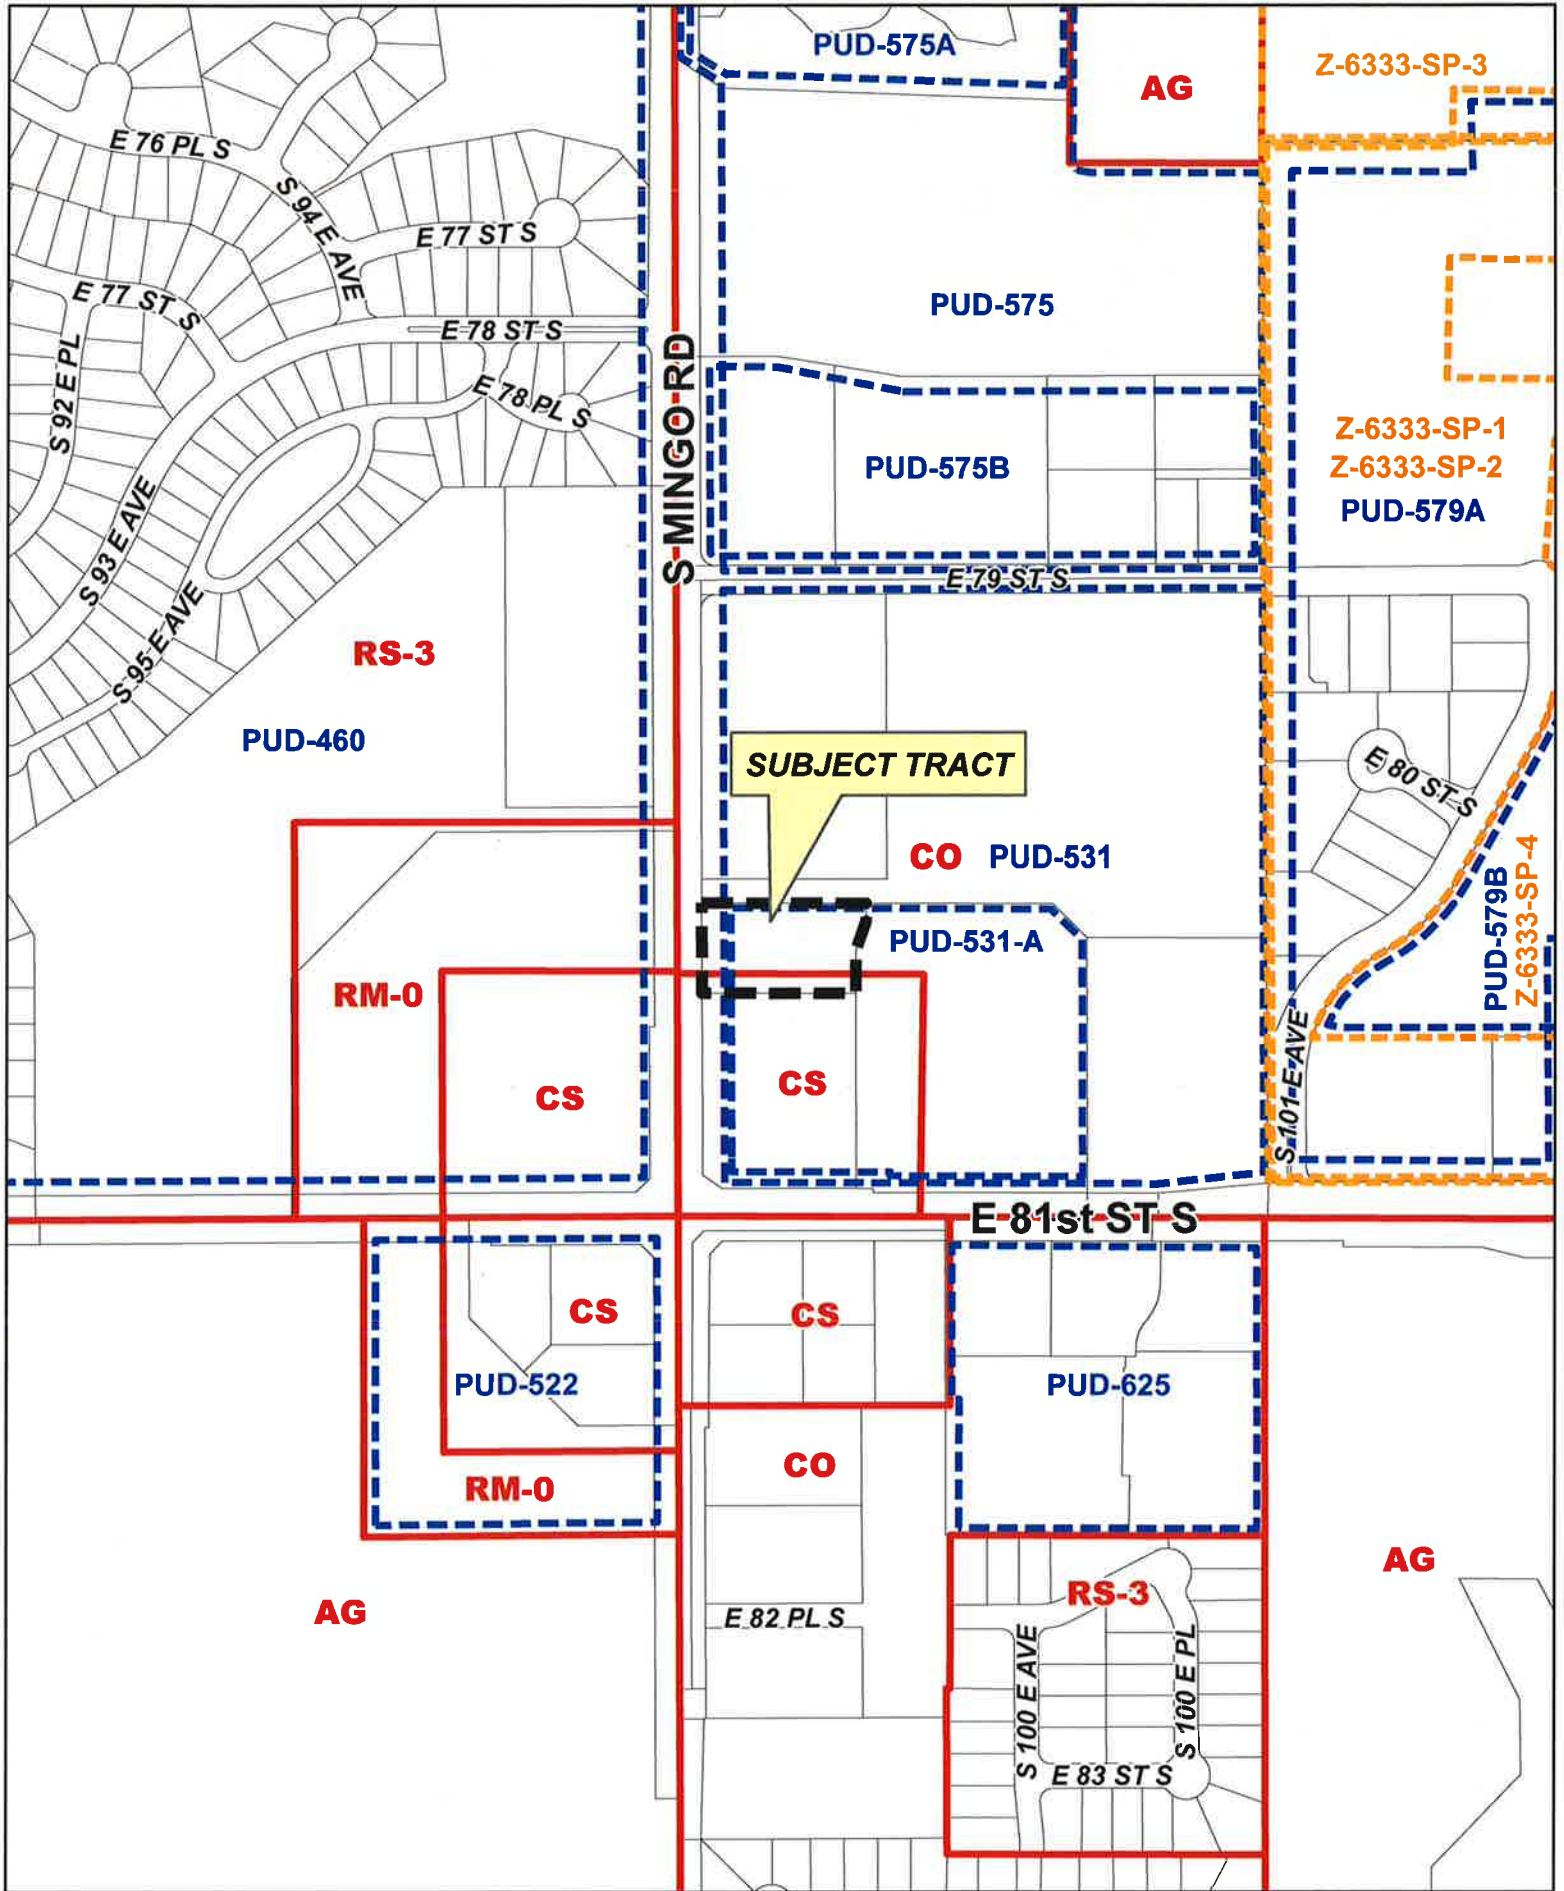 PUD-575A
Z-6333-SP-3
AG
E 76 PL S
S 94 E AVE
E 77 ST S
E 77 ST S
PUD-575
E 78 ST S
S 92 E PL
E 78 PL S
S MINGO RD
Z-6333-SP-1
Z-6333-SP-2
PUD-575B
PUD-579A
S 93 E AVE
E 79 ST S
S 95 E AVE
RS-3
PUD-460
SUBJECT TRACT
E 80 ST S
CO PUD-531
PUD-531-A
PUD-579B
Z-6333-SP-4
RM-0
CS
CS
S 101 E AVE
E 81st ST S
CS
CS
PUD-522
PUD-625
CO
RM-0
AG
RS-3
AG
E 82 PL S
S 100 E AVE
S 100 E PL
E 83 ST S